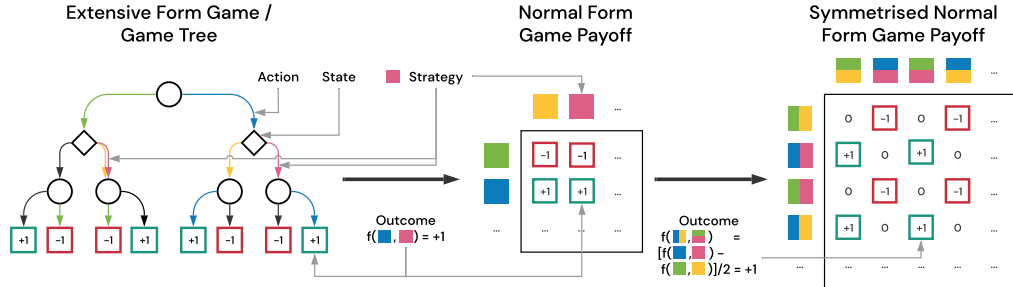 Extensive Form Game /
Game Tree
Normal Form
Game Payoff
Symmetrised Normal
Form Game Payoff
Action
State
Strategy
...
...
0 -1 0 -1 ...
-1 -1 ...
+1 0 +1 0 ...
+1 +1 ...
0 -1 0 -1 ...
... ... ...
+1 0 +1 0 ...
... ... ... ... ... ...
+1 -1 -1 +1 +1 -1 -1 +1
Outcome
f( , ) = +1
Outcome
f( , ) =
[f( , ) −
f( , )]/2 = +1